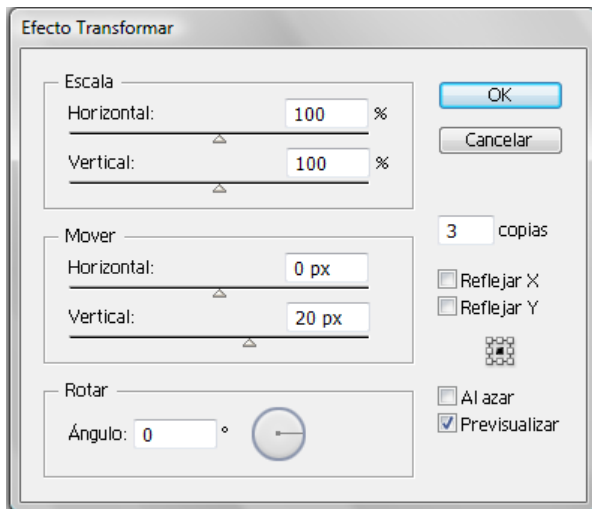 Efecto Transformar
Escala
Horizontal: 100 %
Vertical: 100 %
Mover
Horizontal: 0 px
Vertical: 20 px
Rotar
Ángulo: 0 °
OK
Cancelar
3 copias
Reflejar X
Reflejar Y
Al azar
Previsualizar